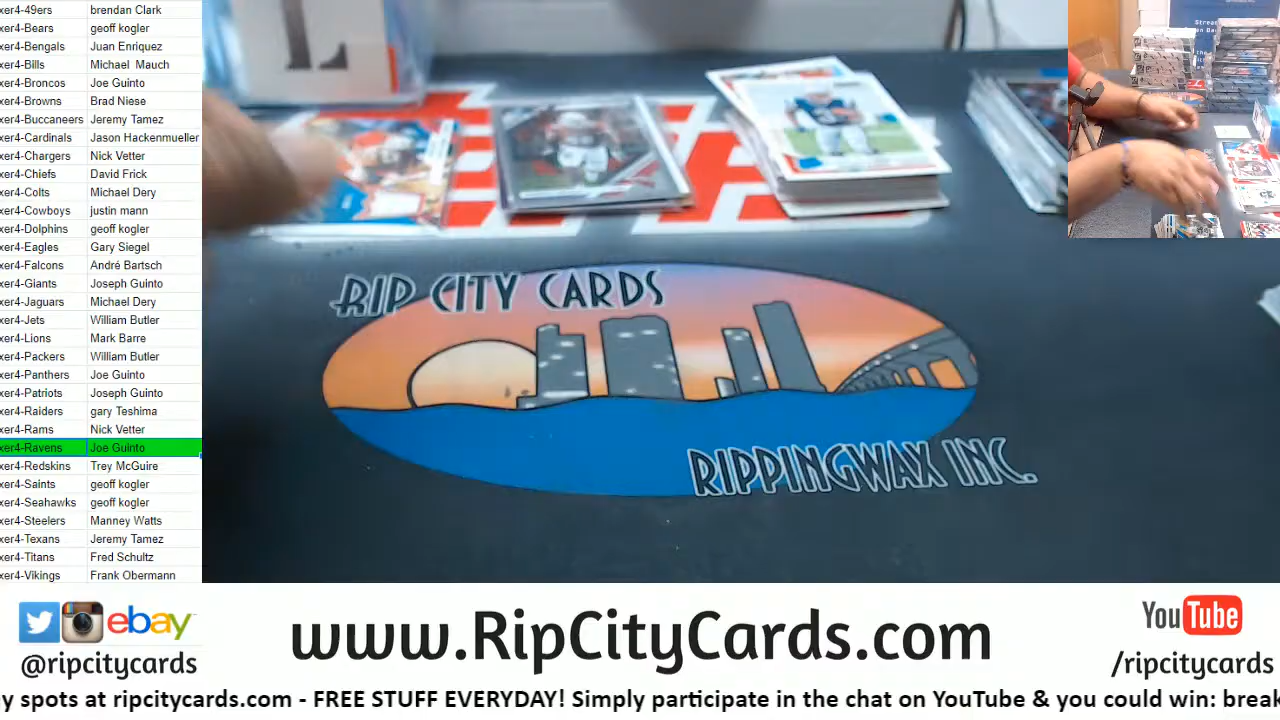 xer4-49ers brendan Clark
xer4-Bears geoff kogler
xer4-Bengals Juan Enriquez
xer4-Bills Michael Mauch
xer4-Broncos Joe Guinto
xer4-Browns Brad Niese
xer4-Buccaneers Jeremy Tamez
xer4-Cardinals Jason Hackenmueller
xer4-Chargers Nick Vetter
xer4-Chiefs David Frick
xer4-Colts Michael Dery
xer4-Cowboys justin mann
xer4-Dolphins geoff kogler
xer4-Eagles Gary Siegel
xer4-Falcons André Bartsch
xer4-Giants Joseph Guinto
xer4-Jaguars Michael Dery
xer4-Jets William Butler
xer4-Lions Mark Barre
xer4-Packers William Butler
xer4-Panthers Joe Guinto
xer4-Patriots Joseph Guinto
xer4-Raiders gary Teshima
xer4-Rams Nick Vetter
xer4-Ravens Joe Guinto
xer4-Redskins Trey McGuire
xer4-Saints geoff kogler
xer4-Seahawks geoff kogler
xer4-Steelers Manney Watts
xer4-Texans Jeremy Tamez
xer4-Titans Fred Schultz
xer4-Vikings Frank Obermann
RIP CITY CARDS
RIPPINGWAX INC.
ebay
@ripcitycards
www.RipCityCards.com
YouTube
/ripcitycards
y spots at ripcitycards.com - FREE STUFF EVERYDAY! Simply participate in the chat on YouTube & you could win: break